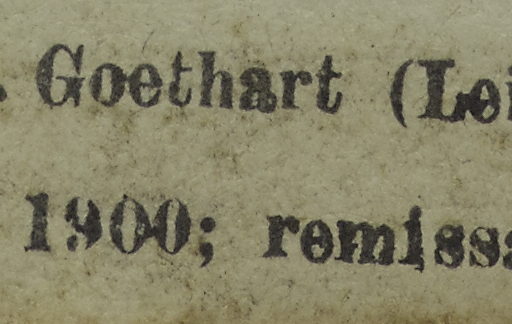 . Goethart (Lei
1900; remissa